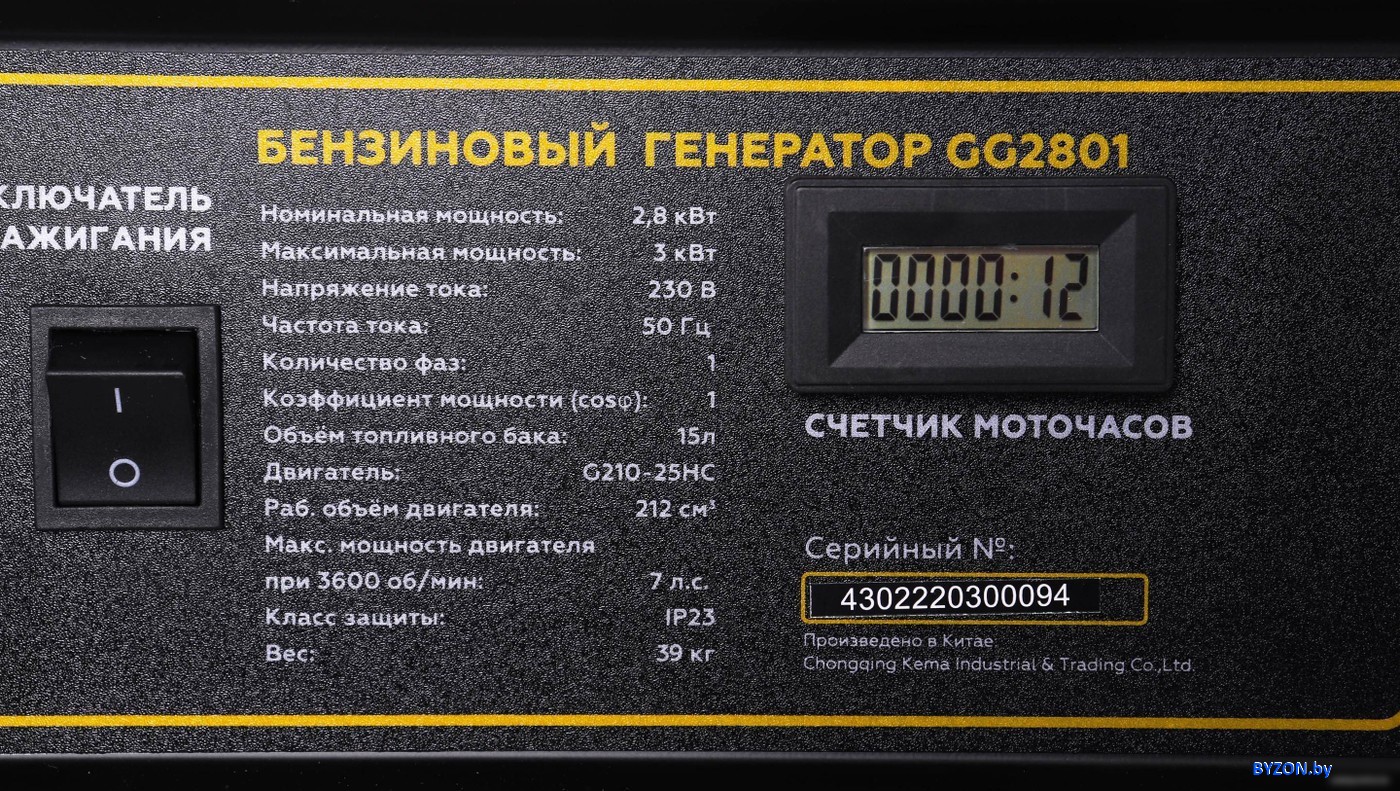 БЕНЗИНОВЫЙ ГЕНЕРАТОР GG2801
КЛЮЧАТЕЛЬ
АЖИГАНИЯ
I
O
Номинальная мощность: 2,8 кВт
Максимальная мощность: 3 кВт
Напряжение тока: 230 В
Частота тока: 50 Гц
Количество фаз: 1
Коэффициент мощности (cosφ): 1
Объём топливного бака: 15л
Двигатель: G210-25HC
Раб. объём двигателя: 212 см³
Макс. мощность двигателя
при 3600 об/мин: 7 л.с.
Класс защиты: IP23
Вес: 39 кг
0000:12
СЧЕТЧИК МОТОЧАСОВ
Серийный №:
4302220300094
Произведено в Китае
Chongqing Kema Industrial & Trading Co.,Ltd.
BYZON.by